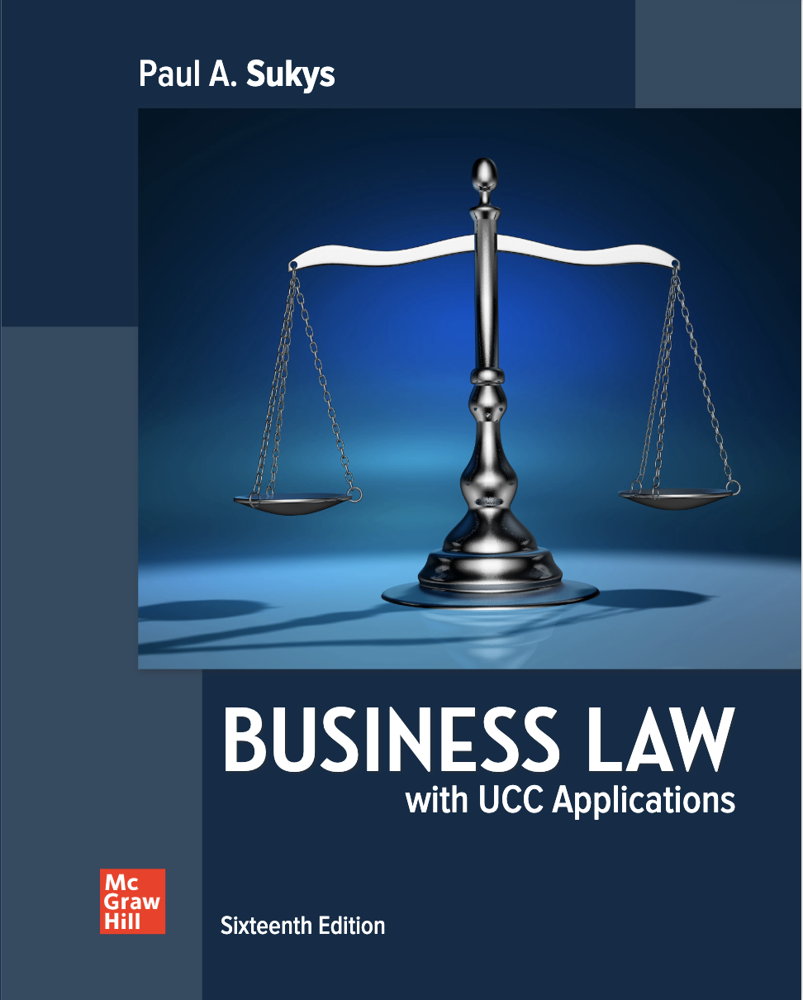 Paul A. Sukys
BUSINESS LAW
with UCC Applications
Mc
Graw
Hill
Sixteenth Edition